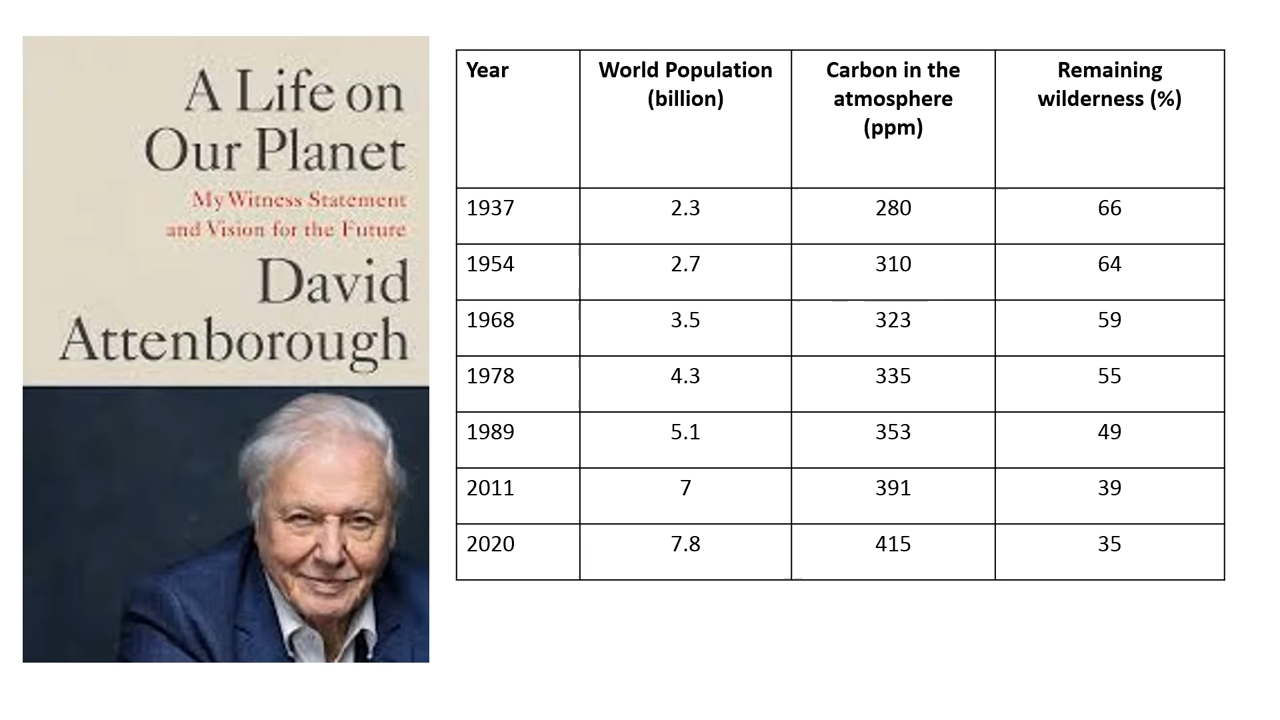 A Life on
Our Planet
My Witness Statement
and Vision for the Future
David
Attenborough
Year World Population (billion) Carbon in the atmosphere (ppm) Remaining wilderness (%)
1937 2.3 280 66
1954 2.7 310 64
1968 3.5 323 59
1978 4.3 335 55
1989 5.1 353 49
2011 7 391 39
2020 7.8 415 35